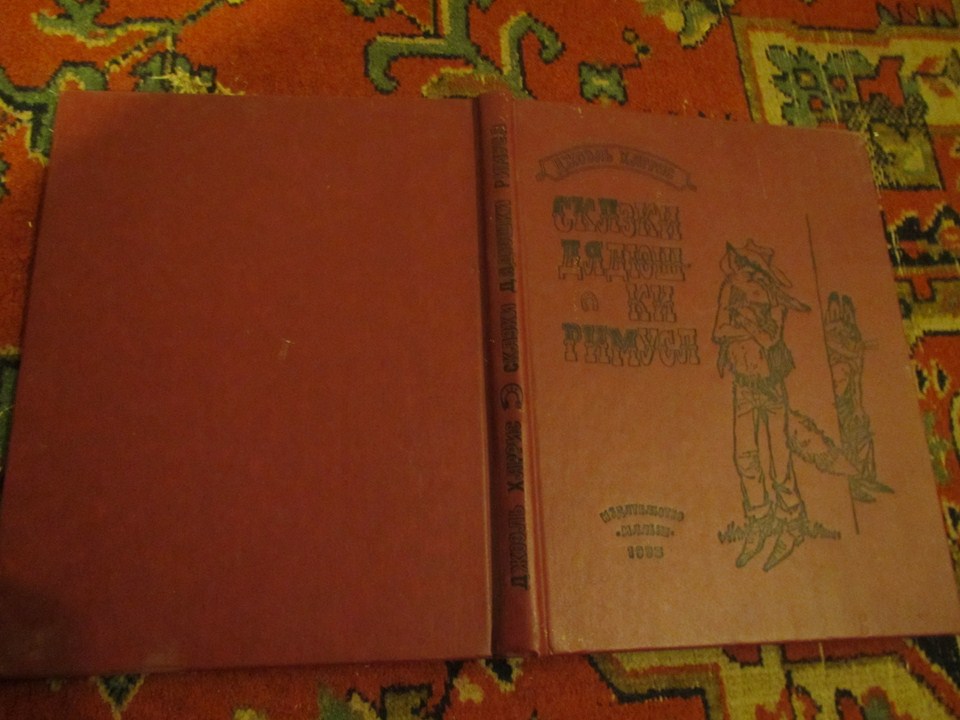 ДЖОЭЛЬ ХАРРИС
СКАЗКИ
ДЯДЮШ-
КИ
РИМУСА
ИЗДАТЕЛЬСТВО
«МАЛЫШ»
ДЖОЭЛЬ ХАРРИС СКАЗКИ ДЯДЮШКИ РИМУСА